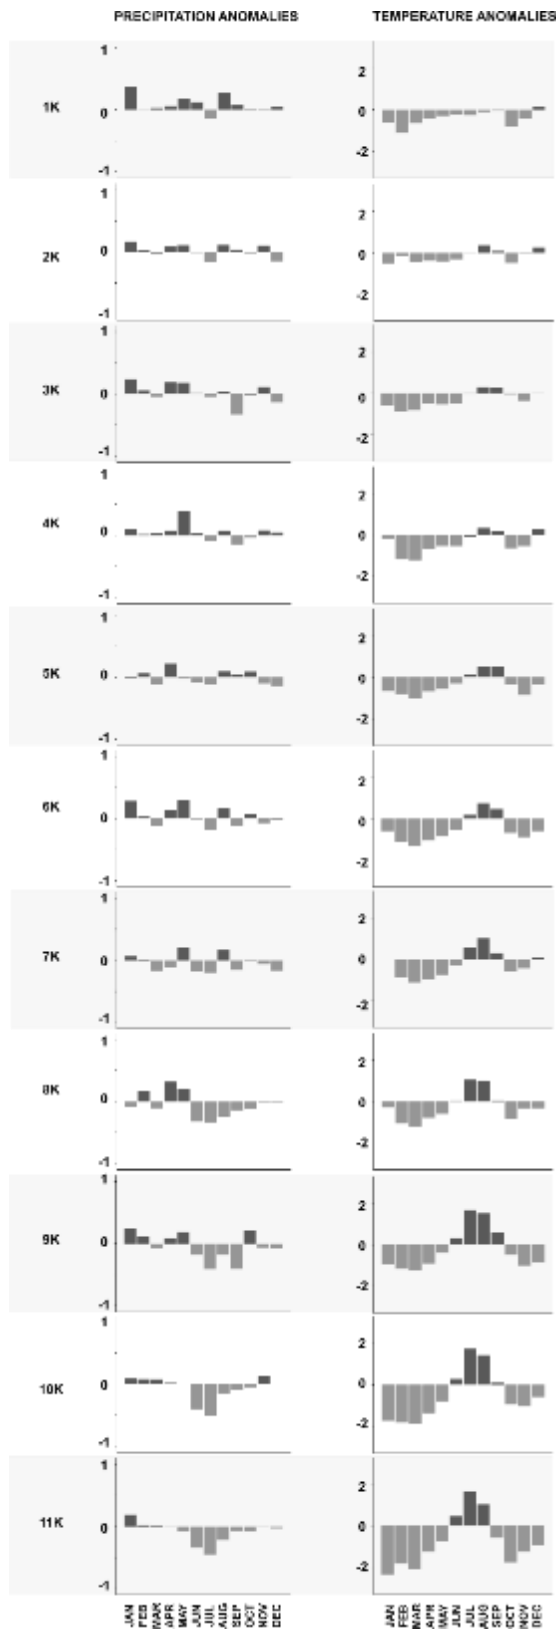 PRECIPITATION ANOMALIES TEMPERATURE ANOMALIES
1 2
1K 0 0
-1 -2
1 2
2K 0 0
-1 -2
1 2
3K 0 0
-1 -2
1 2
4K 0 0
-1 -2
1 2
5K 0 0
-1 -2
1 2
6K 0 0
-1 -2
1 2
7K 0 0
-1 -2
1 2
8K 0 0
-1 -2
1 2
9K 0 0
-1 -2
1 2
10K 0 0
-1 -2
1 2
11K 0 0
-1 -2
JAN FEB MAR APR MAY JUN JUL AUG SEP OCT NOV DEC JAN FEB MAR APR MAY JUN JUL AUG SEP OCT NOV DEC